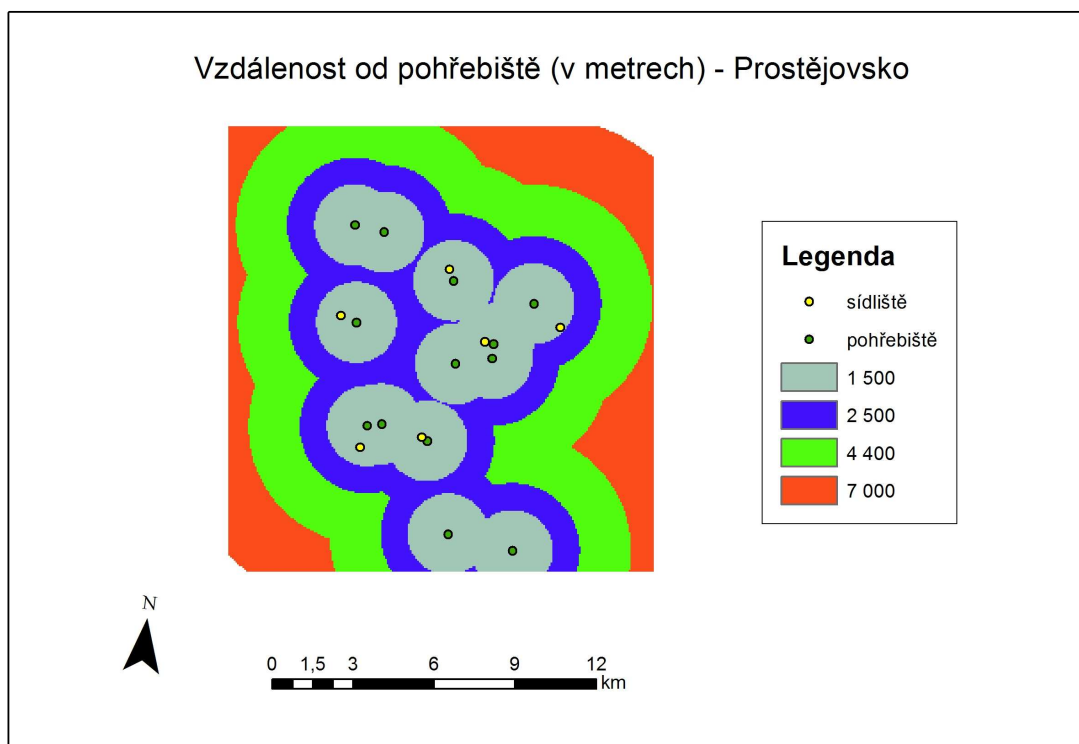 Vzdálenost od pohřebiště (v metrech) - Prostějovsko
Legenda
sídliště
pohřebiště
1 500
2 500
4 400
7 000
N
0 1,5 3 6 9 12
km